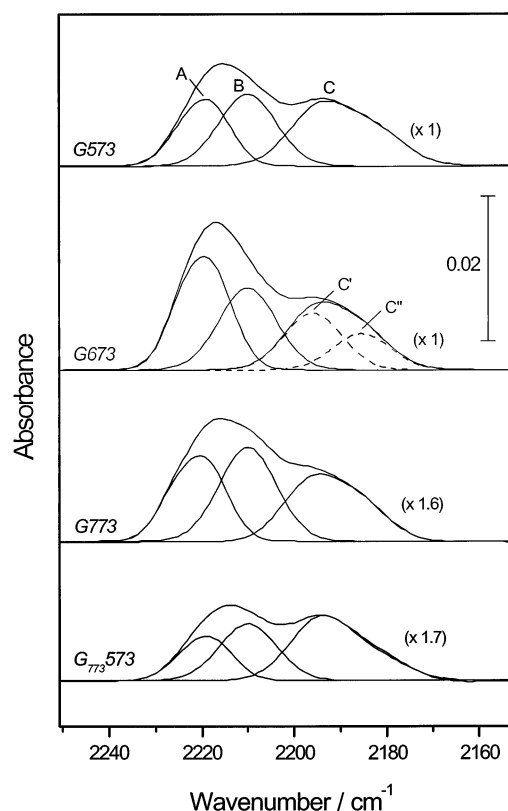 A
B
C
G573
(x 1)
0.02
C'
C"
G673
(x 1)
Absorbance
G773
(x 1.6)
G₇₇₃573
(x 1.7)
2240 2220 2200 2180 2160
Wavenumber / cm⁻¹